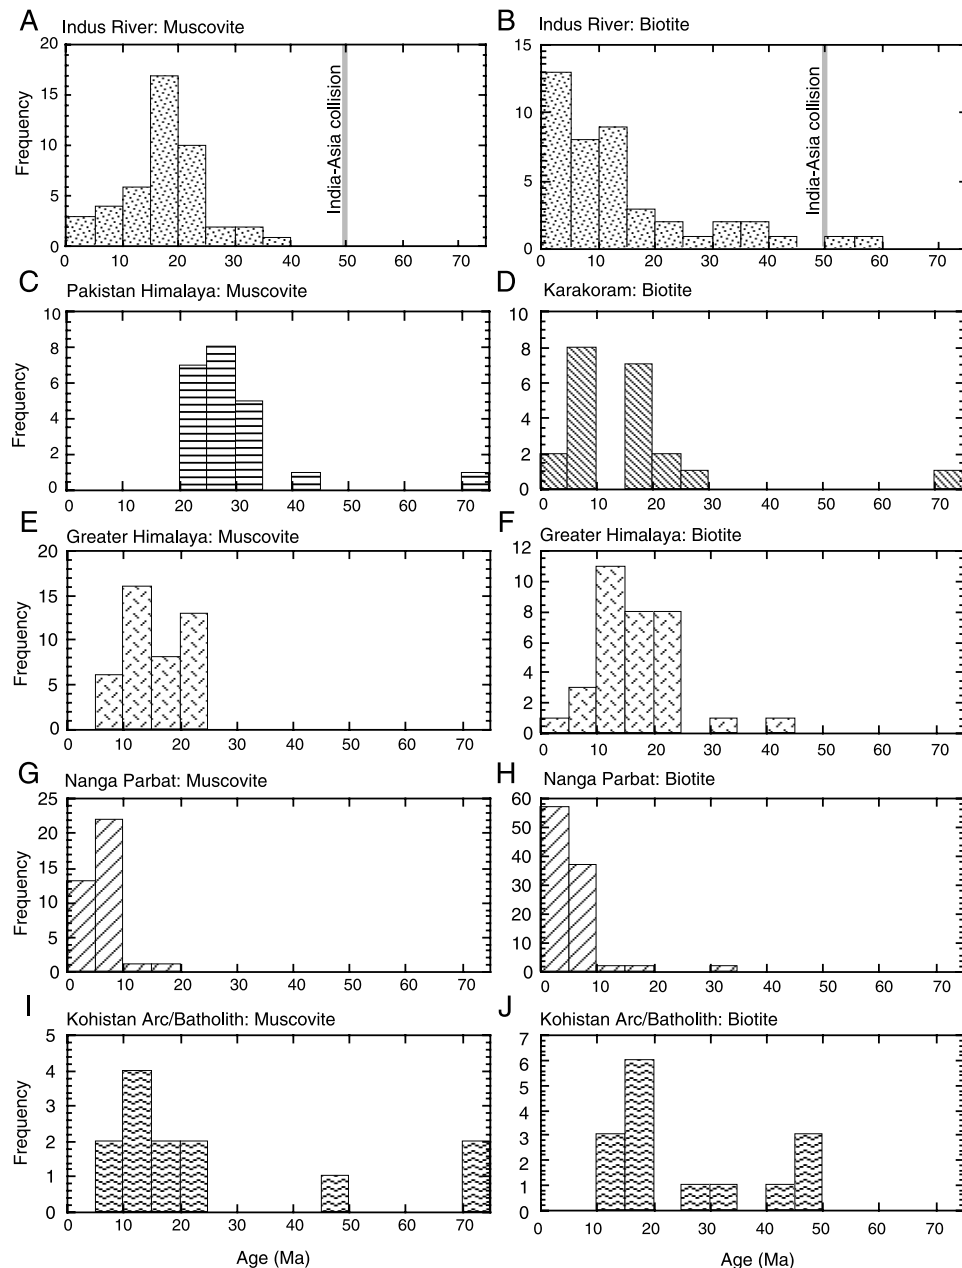 A
Indus River: Muscovite
20
15
10
5
0
Frequency
India-Asia collision
0 10 20 30 40 50 60 70
B
Indus River: Biotite
15
10
5
0
India-Asia collision
0 10 20 30 40 50 60 70
C
Pakistan Himalaya: Muscovite
10
8
6
4
2
0
Frequency
0 10 20 30 40 50 60 70
D
Karakoram: Biotite
10
8
6
4
2
0
0 10 20 30 40 50 60 70
E
Greater Himalaya: Muscovite
20
15
10
5
0
Frequency
0 10 20 30 40 50 60 70
F
Greater Himalaya: Biotite
12
10
8
6
4
2
0
0 10 20 30 40 50 60 70
G
Nanga Parbat: Muscovite
25
20
15
10
5
0
Frequency
0 10 20 30 40 50 60 70
H
Nanga Parbat: Biotite
60
50
40
30
20
10
0
0 10 20 30 40 50 60 70
I
Kohistan Arc/Batholith: Muscovite
5
4
3
2
1
0
Frequency
0 10 20 30 40 50 60 70
Age (Ma)
J
Kohistan Arc/Batholith: Biotite
7
6
5
4
3
2
1
0
0 10 20 30 40 50 60 70
Age (Ma)